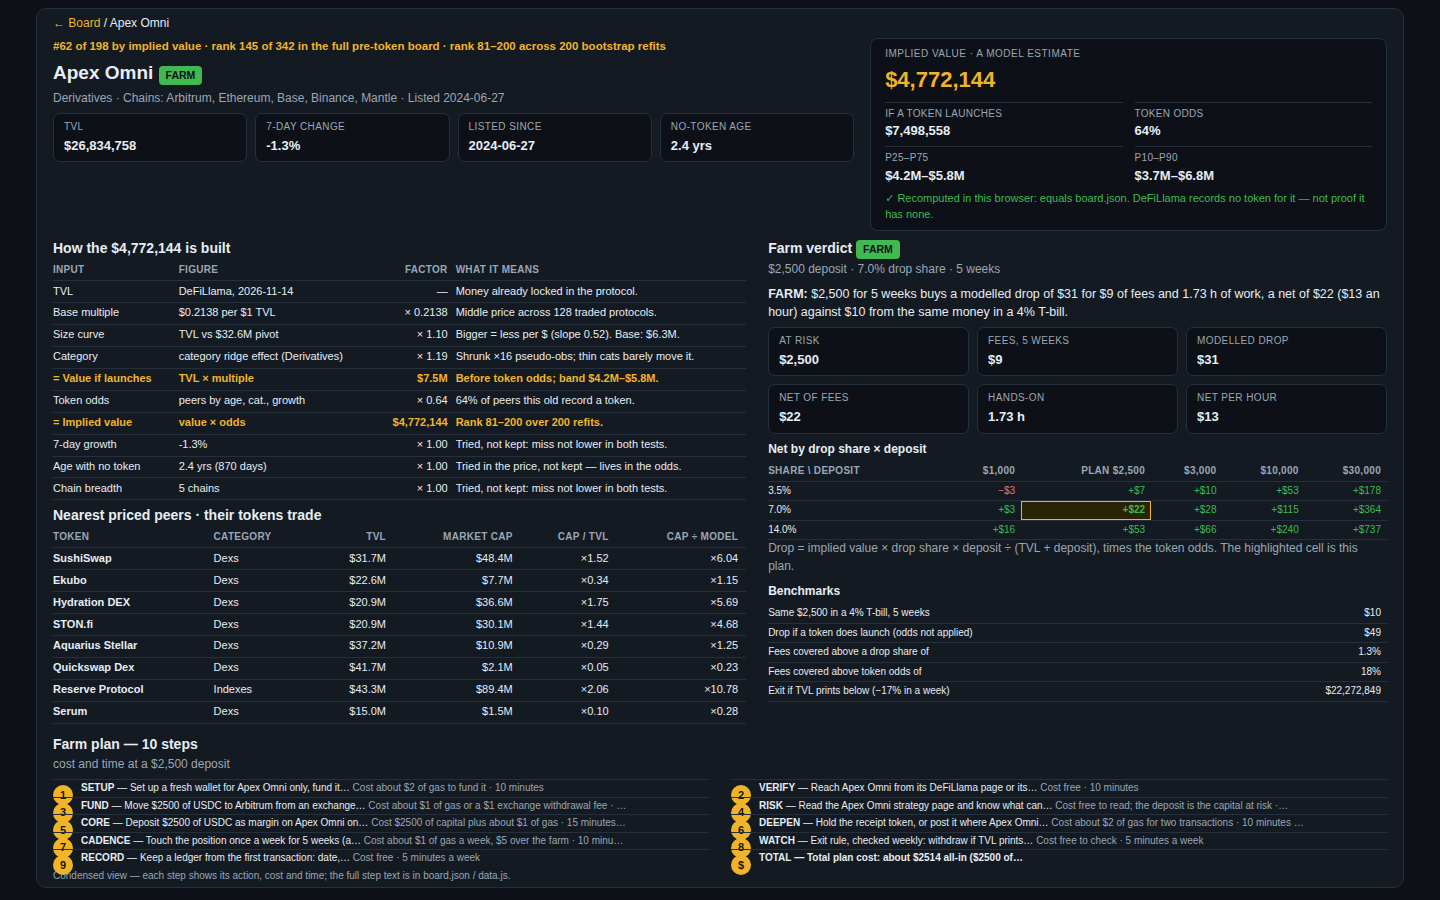 ← Board / Apex Omni
#62 of 198 by implied value · rank 145 of 342 in the full pre-token board · rank 81–200 across 200 bootstrap refits
Apex Omni FARM
Derivatives · Chains: Arbitrum, Ethereum, Base, Binance, Mantle · Listed 2024-06-27
TVL
$26,834,758
7-DAY CHANGE
-1.3%
LISTED SINCE
2024-06-27
NO-TOKEN AGE
2.4 yrs
IMPLIED VALUE · A MODEL ESTIMATE
$4,772,144
IF A TOKEN LAUNCHES
$7,498,558
TOKEN ODDS
64%
P25–P75
$4.2M–$5.8M
P10–P90
$3.7M–$6.8M
✓ Recomputed in this browser: equals board.json. DeFiLlama records no token for it — not proof it
has none.
How the $4,772,144 is built
INPUT FIGURE FACTOR WHAT IT MEANS
TVL DeFiLlama, 2026-11-14 — Money already locked in the protocol.
Base multiple $0.2138 per $1 TVL × 0.2138 Middle price across 128 traded protocols.
Size curve TVL vs $32.6M pivot × 1.10 Bigger = less per $ (slope 0.52). Base: $6.3M.
Category category ridge effect (Derivatives) × 1.19 Shrunk ×16 pseudo-obs; thin cats barely move it.
= Value if launches TVL × multiple $7.5M Before token odds; band $4.2M–$5.8M.
Token odds peers by age, cat., growth × 0.64 64% of peers this old record a token.
= Implied value value × odds $4,772,144 Rank 81–200 over 200 refits.
7-day growth -1.3% × 1.00 Tried, not kept: miss not lower in both tests.
Age with no token 2.4 yrs (870 days) × 1.00 Tried in the price, not kept — lives in the odds.
Chain breadth 5 chains × 1.00 Tried, not kept: miss not lower in both tests.
Nearest priced peers · their tokens trade
TOKEN CATEGORY TVL MARKET CAP CAP / TVL CAP ÷ MODEL
SushiSwap Dexs $31.7M $48.4M ×1.52 ×6.04
Ekubo Dexs $22.6M $7.7M ×0.34 ×1.15
Hydration DEX Dexs $20.9M $36.6M ×1.75 ×5.69
STON.fi Dexs $20.9M $30.1M ×1.44 ×4.68
Aquarius Stellar Dexs $37.2M $10.9M ×0.29 ×1.25
Quickswap Dex Dexs $41.7M $2.1M ×0.05 ×0.23
Reserve Protocol Indexes $43.3M $89.4M ×2.06 ×10.78
Serum Dexs $15.0M $1.5M ×0.10 ×0.28
Farm verdict FARM
$2,500 deposit · 7.0% drop share · 5 weeks
FARM: $2,500 for 5 weeks buys a modelled drop of $31 for $9 of fees and 1.73 h of work, a net of $22 ($13 an
hour) against $10 from the same money in a 4% T-bill.
AT RISK
$2,500
FEES, 5 WEEKS
$9
MODELLED DROP
$31
NET OF FEES
$22
HANDS-ON
1.73 h
NET PER HOUR
$13
Net by drop share × deposit
SHARE \ DEPOSIT $1,000 PLAN $2,500 $3,000 $10,000 $30,000
3.5% −$3 +$7 +$10 +$53 +$178
7.0% +$3 +$22 +$28 +$115 +$364
14.0% +$16 +$53 +$66 +$240 +$737
Drop = implied value × drop share × deposit ÷ (TVL + deposit), times the token odds. The highlighted cell is this
plan.
Benchmarks
Same $2,500 in a 4% T-bill, 5 weeks $10
Drop if a token does launch (odds not applied) $49
Fees covered above a drop share of 1.3%
Fees covered above token odds of 18%
Exit if TVL prints below (−17% in a week) $22,272,849
Farm plan — 10 steps
cost and time at a $2,500 deposit
1 SETUP — Set up a fresh wallet for Apex Omni only, fund it… Cost about $2 of gas to fund it · 10 minutes
2 VERIFY — Reach Apex Omni from its DeFiLlama page or its… Cost free · 10 minutes
3 FUND — Move $2500 of USDC to Arbitrum from an exchange… Cost about $1 of gas or a $1 exchange withdrawal fee · …
4 RISK — Read the Apex Omni strategy page and know what can… Cost free to read; the deposit is the capital at risk ·…
5 CORE — Deposit $2500 of USDC as margin on Apex Omni on… Cost $2500 of capital plus about $1 of gas · 15 minutes…
6 DEEPEN — Hold the receipt token, or post it where Apex Omni… Cost about $2 of gas for two transactions · 10 minutes …
7 CADENCE — Touch the position once a week for 5 weeks (a… Cost about $1 of gas a week, $5 over the farm · 10 minu…
8 WATCH — Exit rule, checked weekly: withdraw if TVL prints… Cost free to check · 5 minutes a week
9 RECORD — Keep a ledger from the first transaction: date,… Cost free · 5 minutes a week
$ TOTAL — Total plan cost: about $2514 all-in ($2500 of…
Condensed view — each step shows its action, cost and time; the full step text is in board.json / data.js.